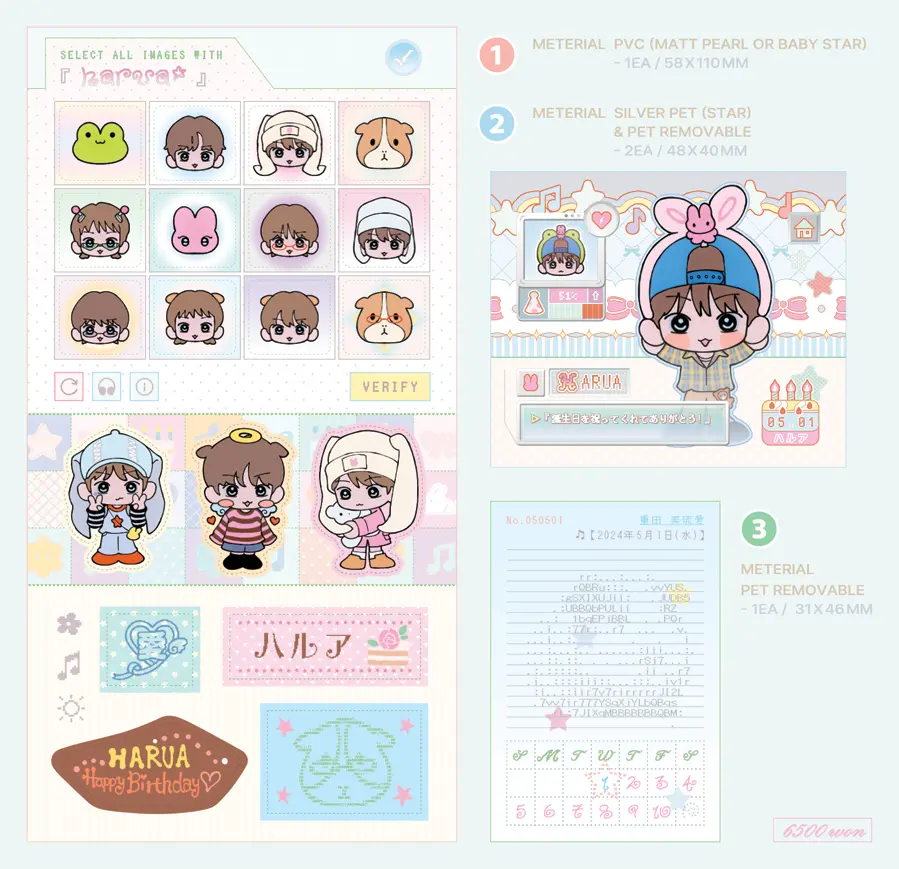 SELECT ALL IMAGES WITH
『 harua☆ 』
VERIFY
ハルア
HARUA
Happy Birthday♡
1
METERIAL PVC (MATT PEARL OR BABY STAR)
- 1EA / 58X110MM
2
METERIAL SILVER PET (STAR)
& PET REMOVABLE
- 2EA / 48X40MM
51%
HARUA
▷「誕生日を祝ってくれてありがとう!」
05 01
ハルア
No.050501
♫【2024年5月1日(水)】
S M T W T F S
1 2 3 4
5 6 7 8 9 10
3
METERIAL
PET REMOVABLE
- 1EA / 31X46MM
6500 won